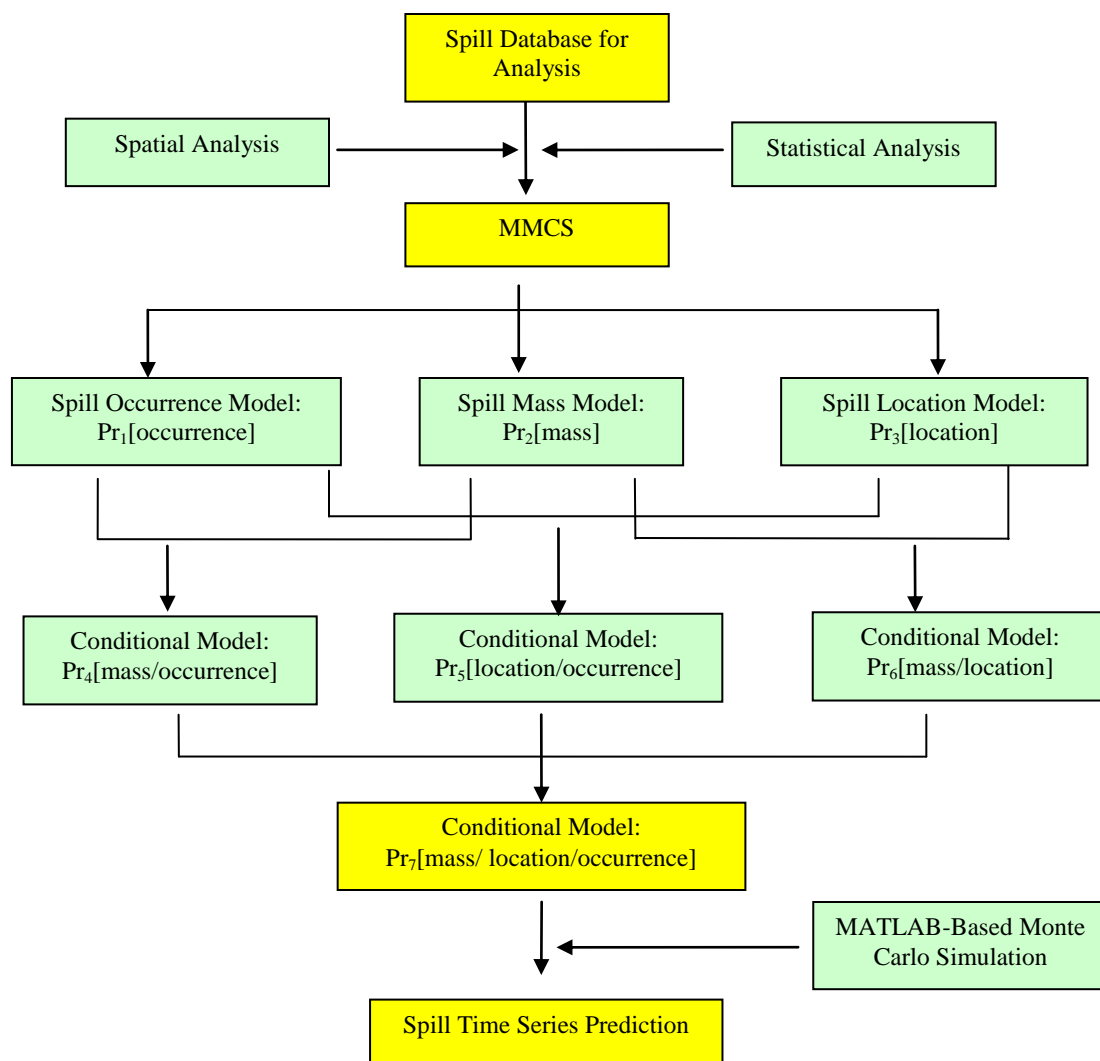 Spill Database for
Analysis
Spatial Analysis
Statistical Analysis
MMCS
Spill Occurrence Model:
Pr₁[occurrence]
Spill Mass Model:
Pr₂[mass]
Spill Location Model:
Pr₃[location]
Conditional Model:
Pr₄[mass/occurrence]
Conditional Model:
Pr₅[location/occurrence]
Conditional Model:
Pr₆[mass/location]
Conditional Model:
Pr₇[mass/ location/occurrence]
MATLAB-Based Monte
Carlo Simulation
Spill Time Series Prediction